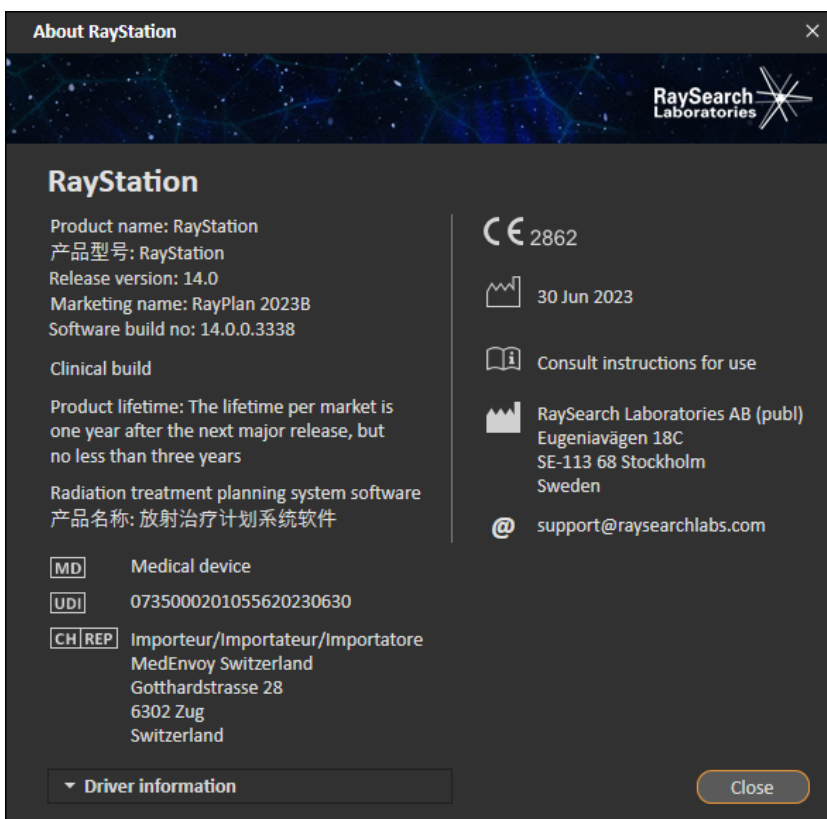 About RayStation
RaySearch
Laboratories
RayStation
Product name: RayStation
产品型号: RayStation
Release version: 14.0
Marketing name: RayPlan 2023B
Software build no: 14.0.0.3338
Clinical build
Product lifetime: The lifetime per market is
one year after the next major release, but
no less than three years
Radiation treatment planning system software
产品名称: 放射治疗计划系统软件
CE 2862
30 Jun 2023
Consult instructions for use
RaySearch Laboratories AB (publ)
Eugeniavägen 18C
SE-113 68 Stockholm
Sweden
@ support@raysearchlabs.com
MD Medical device
UDI 0735000201055620230630
CH REP Importeur/Importateur/Importatore
MedEnvoy Switzerland
Gotthardstrasse 28
6302 Zug
Switzerland
Driver information
Close